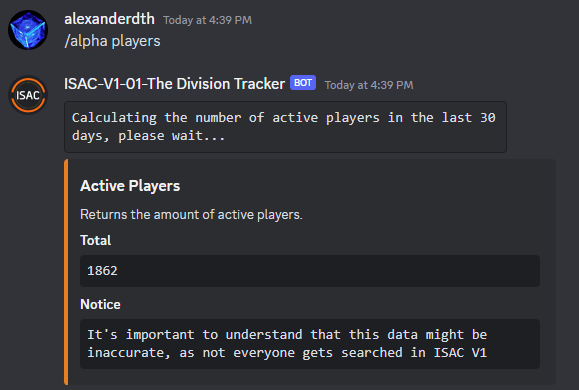 alexanderdth Today at 4:39 PM
/alpha players
ISAC
ISAC-V1-01-The Division Tracker BOT Today at 4:39 PM
Calculating the number of active players in the last 30
days, please wait...
Active Players
Returns the amount of active players.
Total
1862
Notice
It's important to understand that this data might be
inaccurate, as not everyone gets searched in ISAC V1